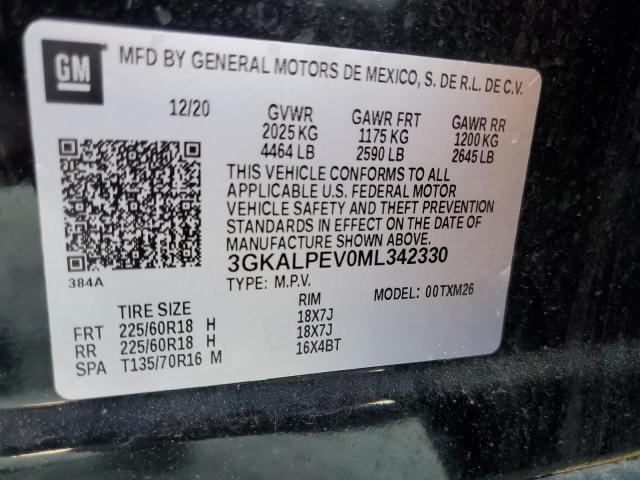 GM
MFD BY GENERAL MOTORS DE MEXICO, S. DE R.L. DE C.V.
12/20 GVWR GAWR FRT GAWR RR
2025 KG 1175 KG 1200 KG
4464 LB 2590 LB 2645 LB
THIS VEHICLE CONFORMS TO ALL
APPLICABLE U.S. FEDERAL MOTOR
VEHICLE SAFETY AND THEFT PREVENTION
STANDARDS IN EFFECT ON THE DATE OF
MANUFACTURE SHOWN ABOVE.
384A 3GKALPEV0ML342330
TYPE: M.P.V. MODEL: 00TXM26
TIRE SIZE RIM
FRT 225/60R18 H 18X7J
RR 225/60R18 H 18X7J
SPA T135/70R16 M 16X4BT